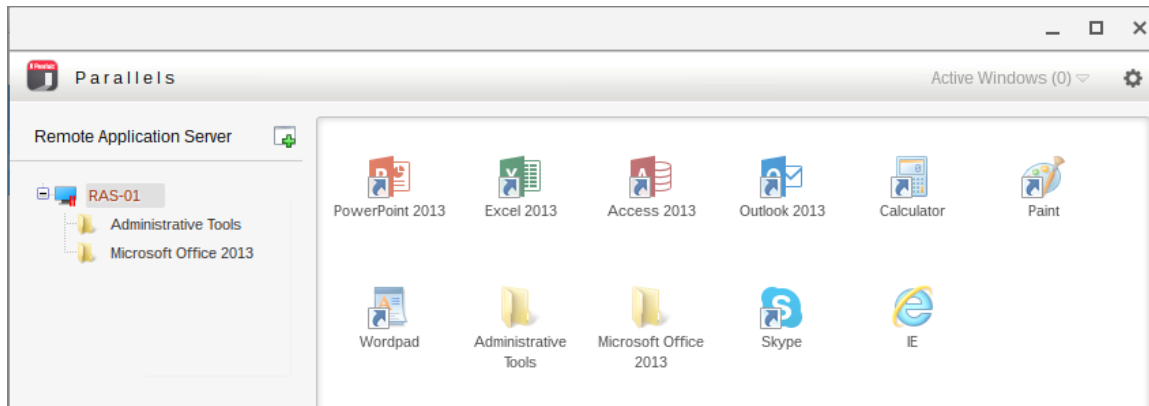 Parallels
Active Windows (0)
Remote Application Server
RAS-01
Administrative Tools
Microsoft Office 2013
PowerPoint 2013
Excel 2013
Access 2013
Outlook 2013
Calculator
Paint
Wordpad
Administrative
Tools
Microsoft Office
2013
Skype
IE